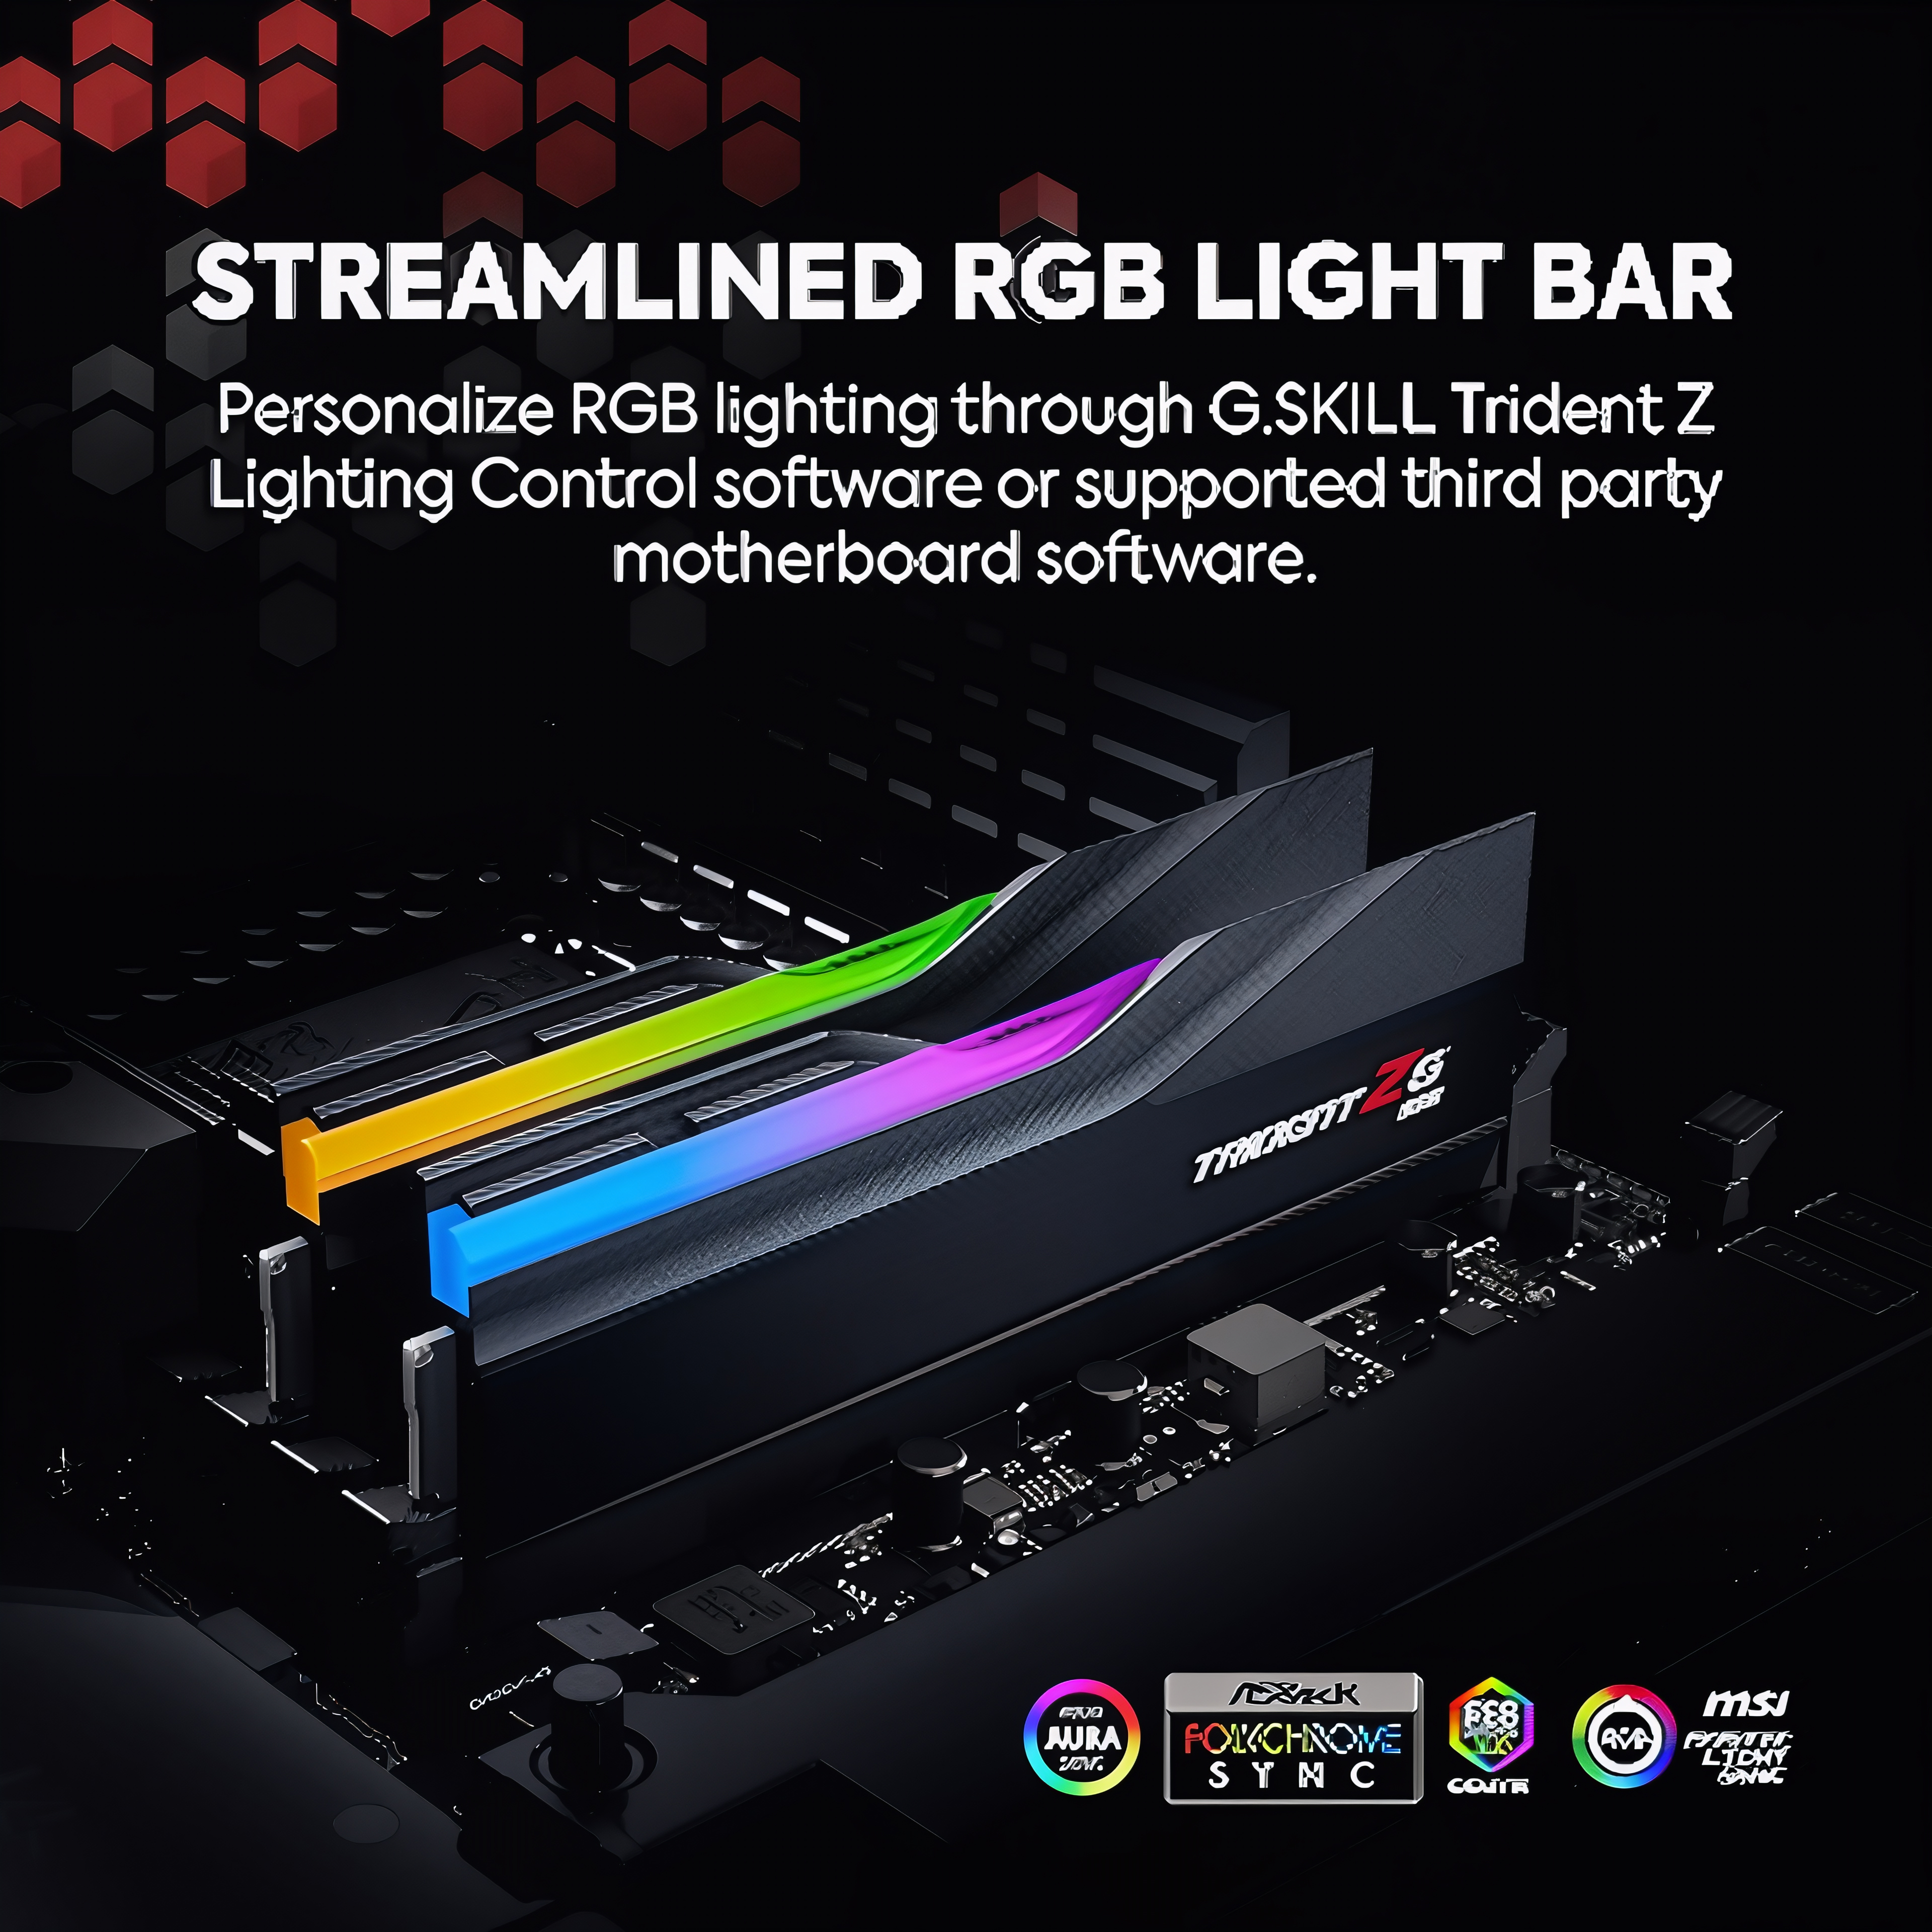 STREAMLINED RGB LIGHT BAR
Personalize RGB lighting through G.SKILL Trident Z
Lighting Control software or supported third party
motherboard software.
AURA
SYNC
msi